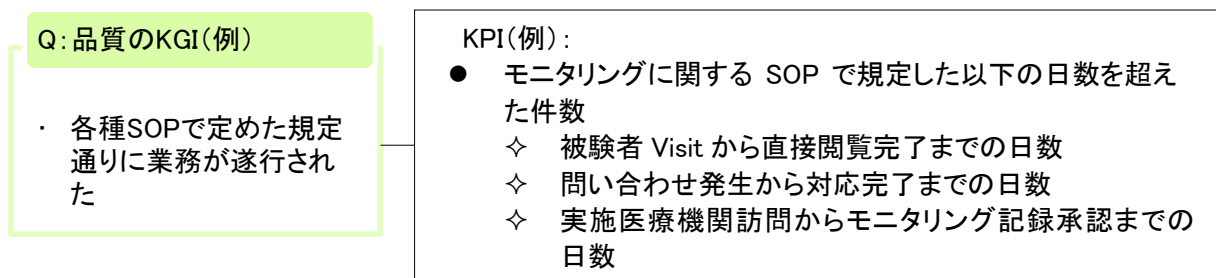 Q:品質のKGI(例)
・ 各種SOPで定めた規定
通りに業務が遂行され
た
KPI(例):
● モニタリングに関する SOP で規定した以下の日数を超え
た件数
✧ 被験者 Visit から直接閲覧完了までの日数
✧ 問い合わせ発生から対応完了までの日数
✧ 実施医療機関訪問からモニタリング記録承認までの
日数